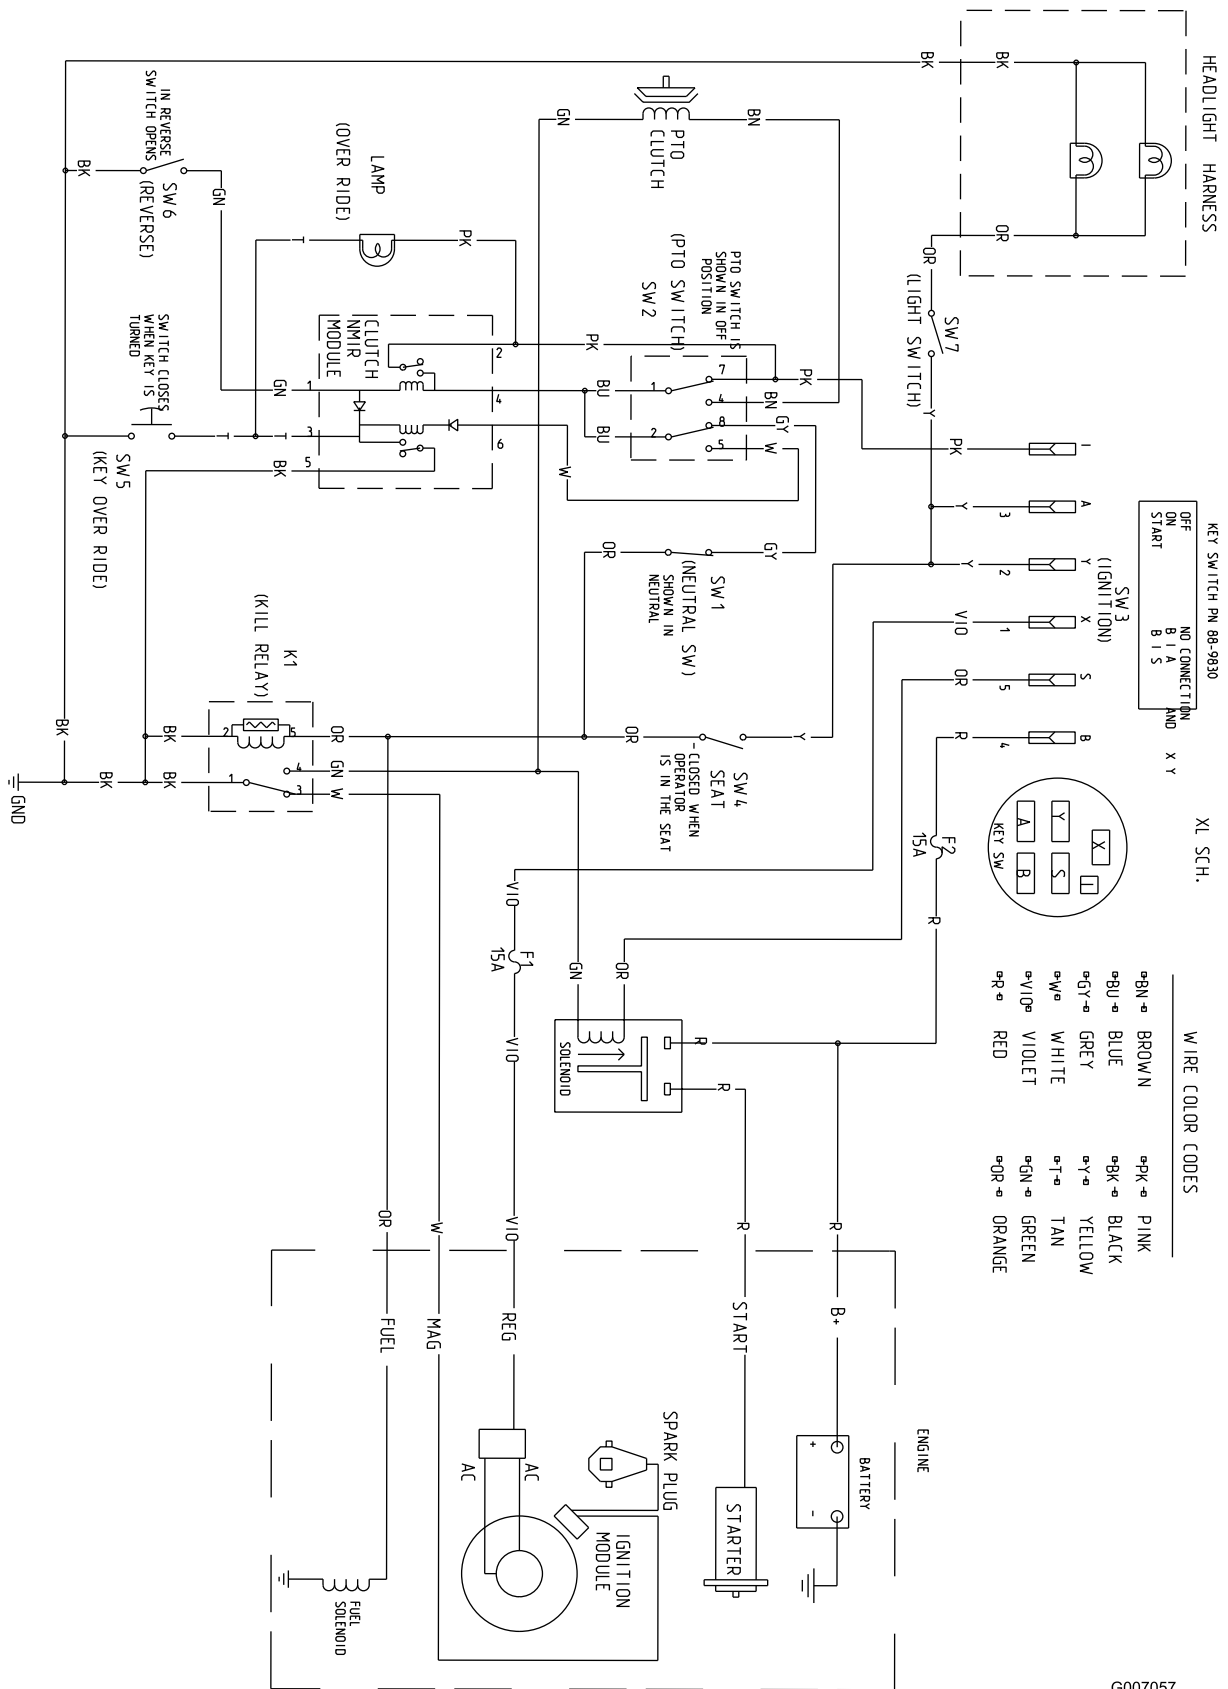 HEADLIGHT HARNESS
BK
BK
OR
OR
SW7
(LIGHT SWITCH)
Y
PTO
CLUTCH
GN
BN
IN REVERSE
SWITCH OPENS
SW6
(REVERSE)
BK
GN
LAMP
(OVER RIDE)
T
PK
PTO SWITCH IS
SHOWN IN OFF
POSITION
(PTO SWITCH)
SW2
7
1
4
8
2
5
PK
PK
BU
BN
GY
BU
W
CLUTCH
NMIR
MODULE
1
2
3
4
5
6
GN
T
T
BK
W
SWITCH CLOSES
WHEN KEY IS
TURNED
SW5
(KEY OVER RIDE)
KEY SWITCH PN 88-9830
OFF NO CONNECTION
ON B I A AND X Y
START B I S
SW3
(IGNITION)
I
A
Y
X
S
B
PK
Y 3
Y 2
VIO 1
OR 5
R 4
SW1
(NEUTRAL SW)
SHOWN IN
NEUTRAL
OR
GY
SW4
SEAT
- CLOSED WHEN
OPERATOR
IS IN THE SEAT
OR
Y
K1
(KILL RELAY)
2
5
4
1
3
BK
BK
BK
BK
OR
GN
W
GND
XL SCH.
X
Y
I
A
S
B
KEY SW
F2
15A
R
F1
15A
VIO
VIO
VIO
GN
OR
SOLENOID
R
R
WIRE COLOR CODES
BN BROWN
BU BLUE
GY GREY
W WHITE
VIO VIOLET
R RED
PK PINK
BK BLACK
Y YELLOW
T TAN
GN GREEN
OR ORANGE
OR
W
R
R
FUEL
MAG
REG
START
B+
ENGINE
BATTERY
+
-
STARTER
SPARK PLUG
IGNITION
MODULE
AC
AC
FUEL
SOLENOID
G007057